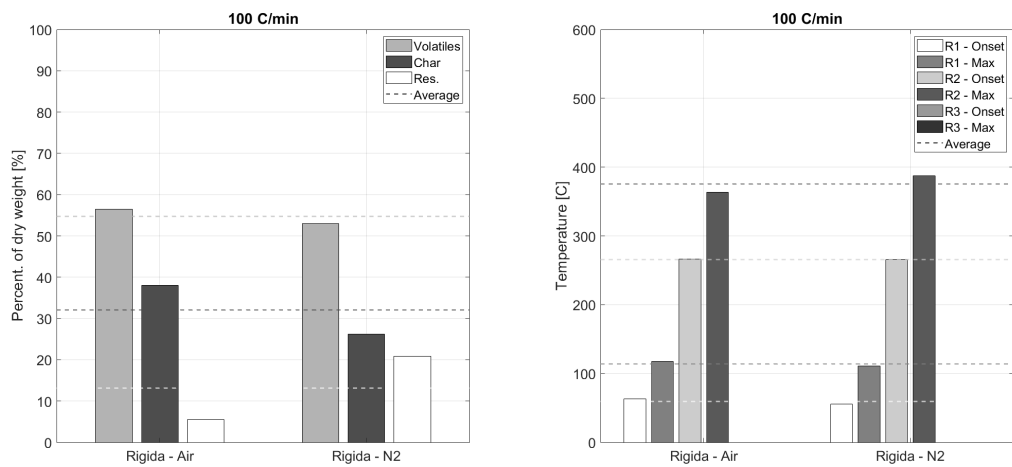 100 C/min
100
90
80
70
60
50
40
30
20
10
0
Percent. of dry weight [%]
Volatiles
Char
Res.
Average
Rigida - Air
Rigida - N2
100 C/min
600
500
400
300
200
100
0
Temperature [C]
R1 - Onset
R1 - Max
R2 - Onset
R2 - Max
R3 - Onset
R3 - Max
Average
Rigida - Air
Rigida - N2